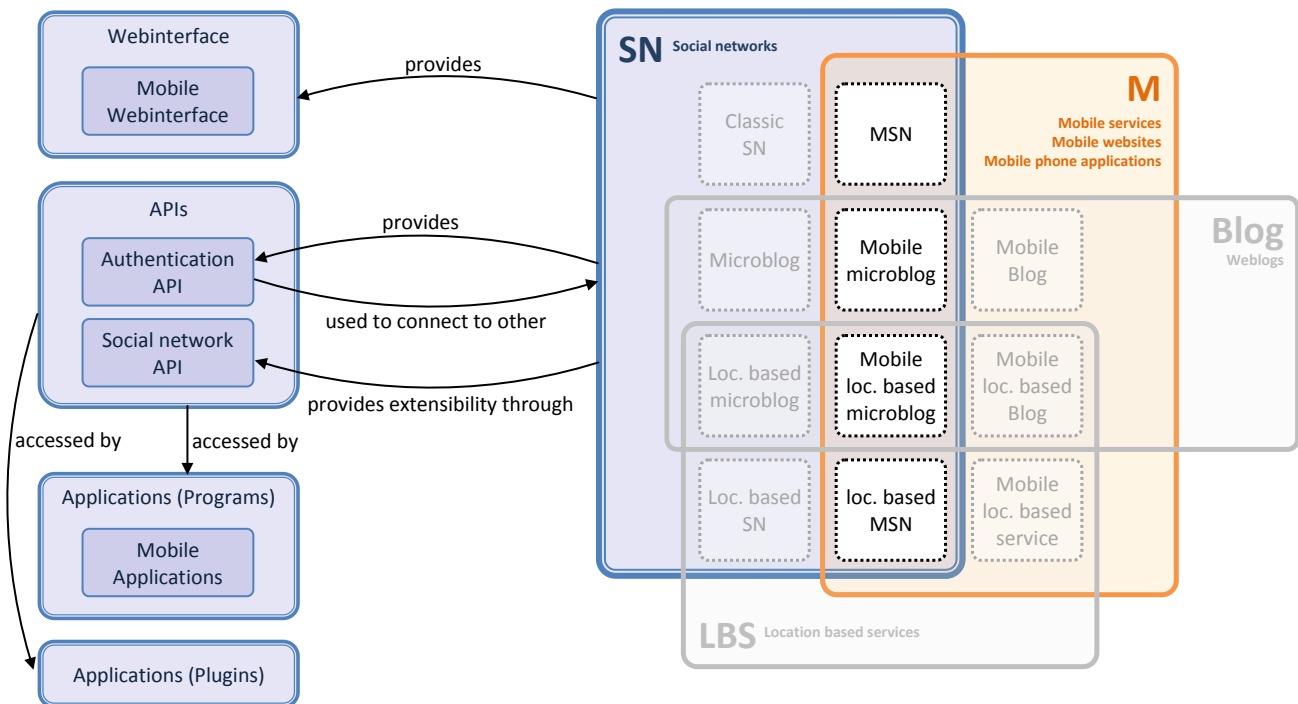 Webinterface
Mobile
Webinterface
APIs
Authentication
API
Social network
API
accessed by
accessed by
Applications (Programs)
Mobile
Applications
Applications (Plugins)
provides
provides
used to connect to other
provides extensibility through
SN Social networks
M
Mobile services
Mobile websites
Mobile phone applications
Classic
SN
MSN
Blog
Weblogs
Microblog
Mobile
microblog
Mobile
Blog
Loc. based
microblog
Mobile
loc. based
microblog
Mobile
loc. based
Blog
Loc. based
SN
loc. based
MSN
Mobile
loc. based
service
LBS Location based services